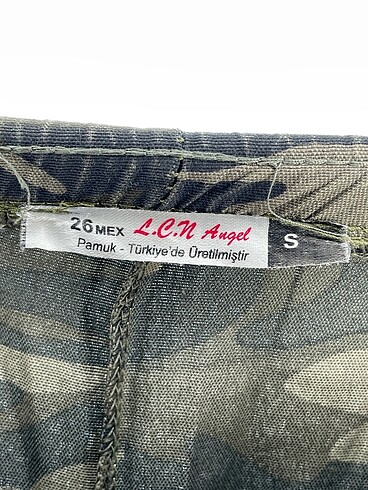 26 MEX L.C.N Angel S
Pamuk - Türkiye'de Üretilmiştir